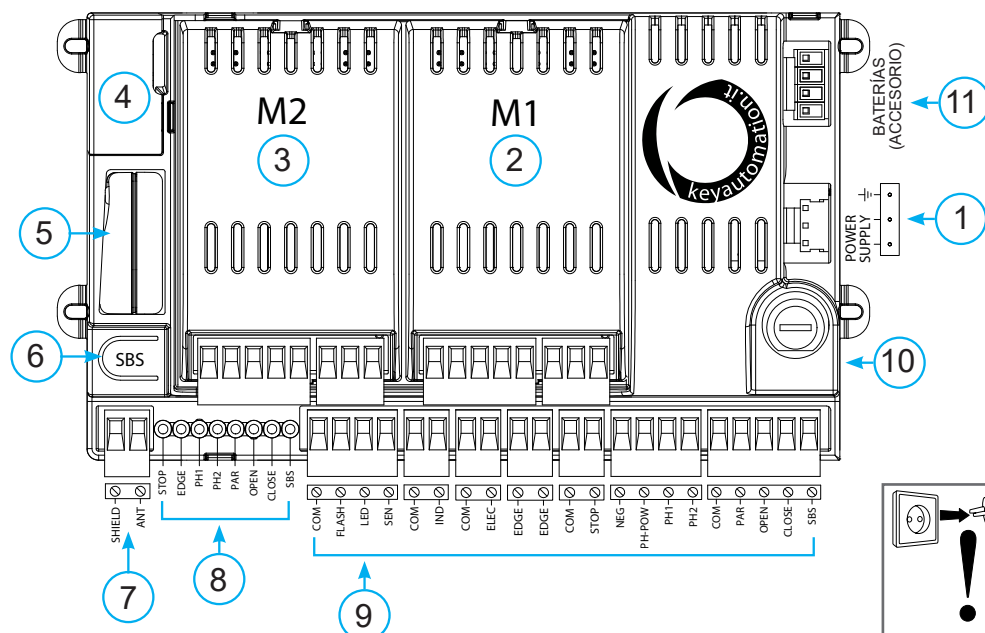 4
M2
3
M1
2
keyautomation.it
BATERÍAS
(ACCESORIO)
11
POWER
SUPPLY
1
5
6
SBS
10
SHIELD
ANT
STOP
EDGE
PH1
PH2
PAR
OPEN
CLOSE
SBS
COM
FLASH
LED
SEN
COM
IND
COM
ELEC
EDGE
EDGE
COM
STOP
NEG
PH-POW
PH1
PH2
COM
PAR
OPEN
CLOSE
SBS
7
8
9
!